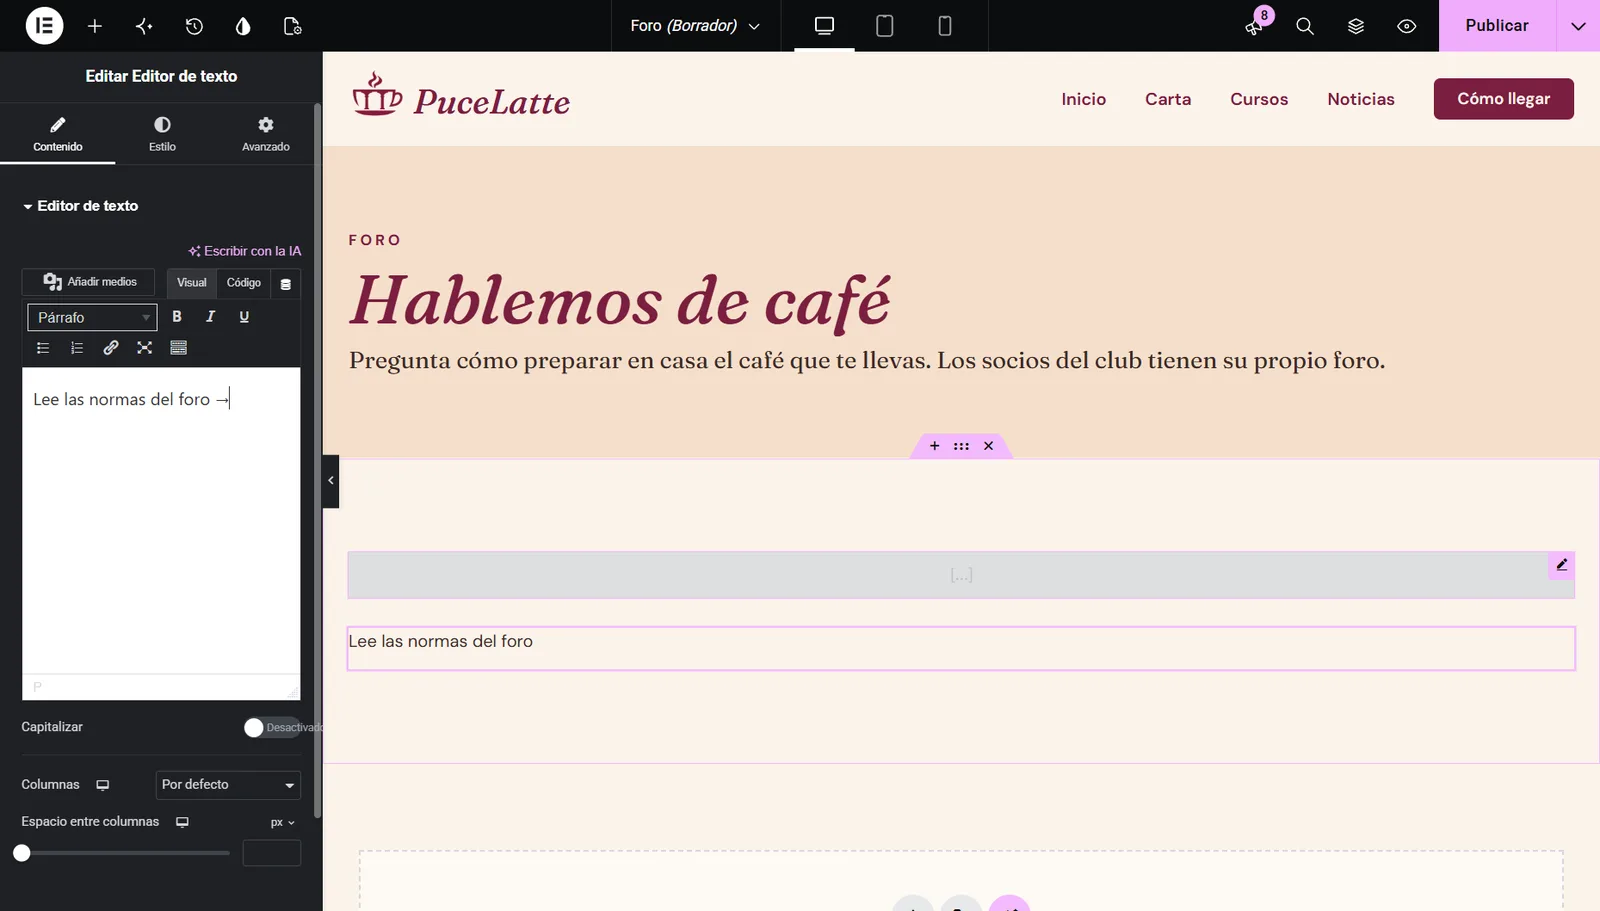 Foro (Borrador)
8
Publicar
Editar Editor de texto
Contenido
Estilo
Avanzado
Editor de texto
Escribir con la IA
Añadir medios
Visual
Código
Párrafo
B I U
Lee las normas del foro →
P
Capitalizar
Desactivado
Columnas
Por defecto
Espacio entre columnas
px
PuceLatte
Inicio
Carta
Cursos
Noticias
Cómo llegar
FORO
Hablemos de café
Pregunta cómo preparar en casa el café que te llevas. Los socios del club tienen su propio foro.
[...]
Lee las normas del foro